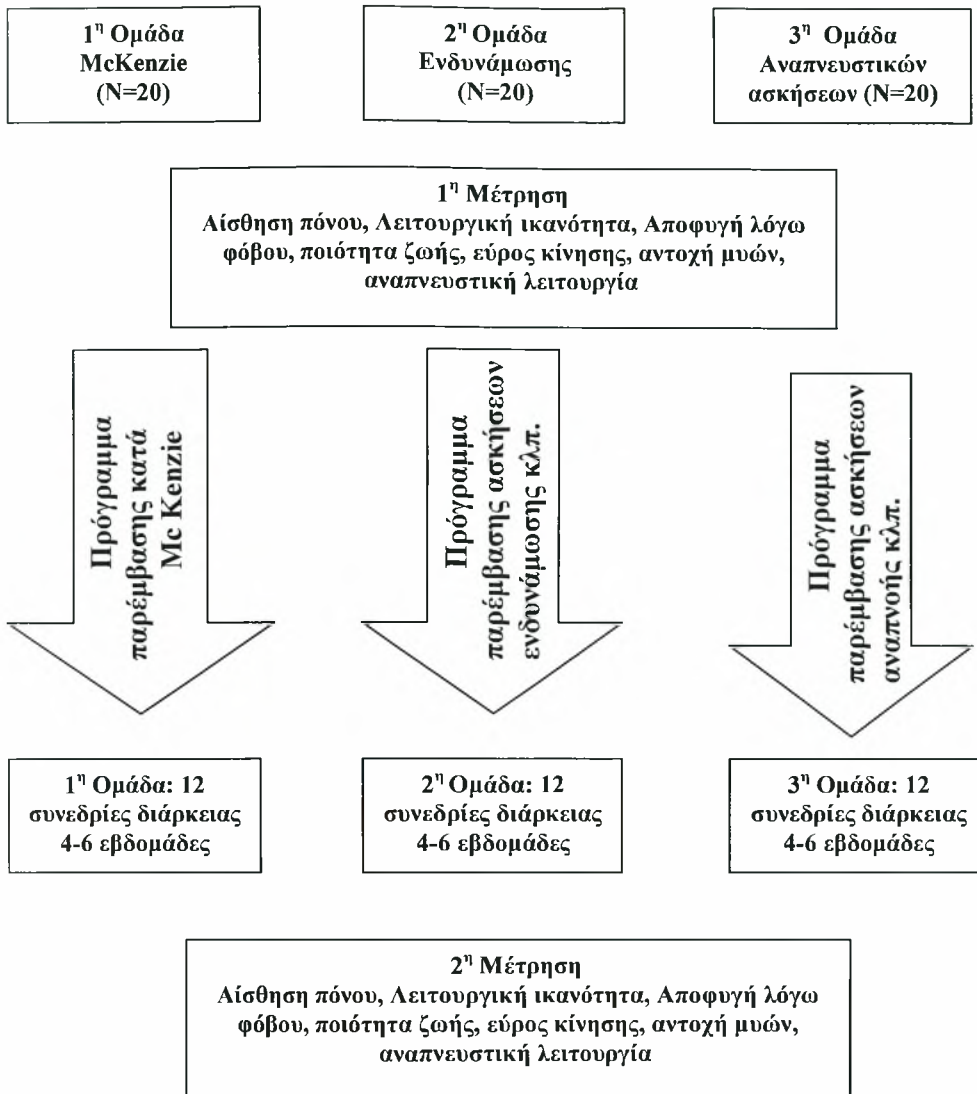 1η Ομάδα
McKenzie
(N=20)
2η Ομάδα
Ενδυνάμωσης
(N=20)
3η Ομάδα
Αναπνευστικών
ασκήσεων (N=20)
1η Μέτρηση
Αίσθηση πόνου, Λειτουργική ικανότητα, Αποφυγή λόγω
φόβου, ποιότητα ζωής, εύρος κίνησης, αντοχή μυών,
αναπνευστική λειτουργία
Πρόγραμμα
παρέμβασης κατά
Mc Kenzie
Πρόγραμμα
παρέμβασης ασκήσεων
ενδυνάμωσης κλπ.
Πρόγραμμα
παρέμβασης ασκήσεων
αναπνοής κλπ.
1η Ομάδα: 12
συνεδρίες διάρκειας
4-6 εβδομάδες
2η Ομάδα: 12
συνεδρίες διάρκειας
4-6 εβδομάδες
3η Ομάδα: 12
συνεδρίες διάρκειας
4-6 εβδομάδες
2η Μέτρηση
Αίσθηση πόνου, Λειτουργική ικανότητα, Αποφυγή λόγω
φόβου, ποιότητα ζωής, εύρος κίνησης, αντοχή μυών,
αναπνευστική λειτουργία